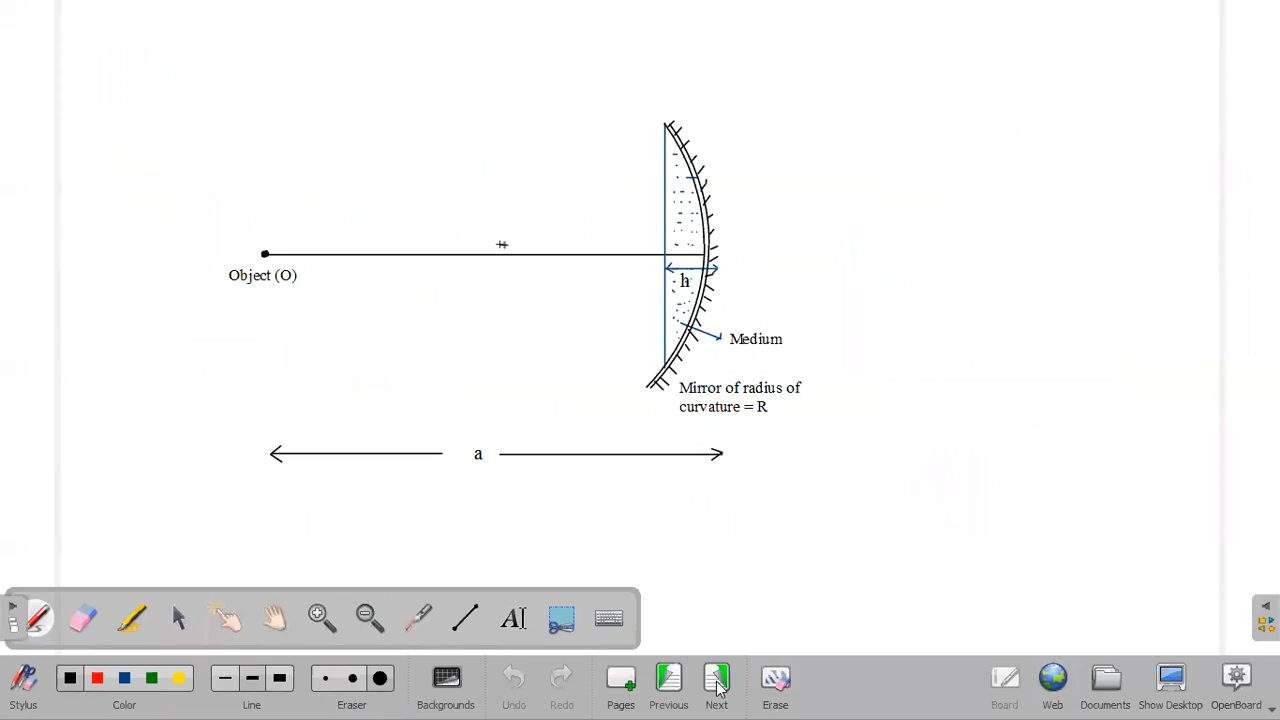 Object (O)
h
Medium
Mirror of radius of
curvature = R
a
A
Stylus
Color
Line
Eraser
Backgrounds
Undo
Redo
Pages
Previous
Next
Erase
Board
Web
Documents
Show Desktop
OpenBoard